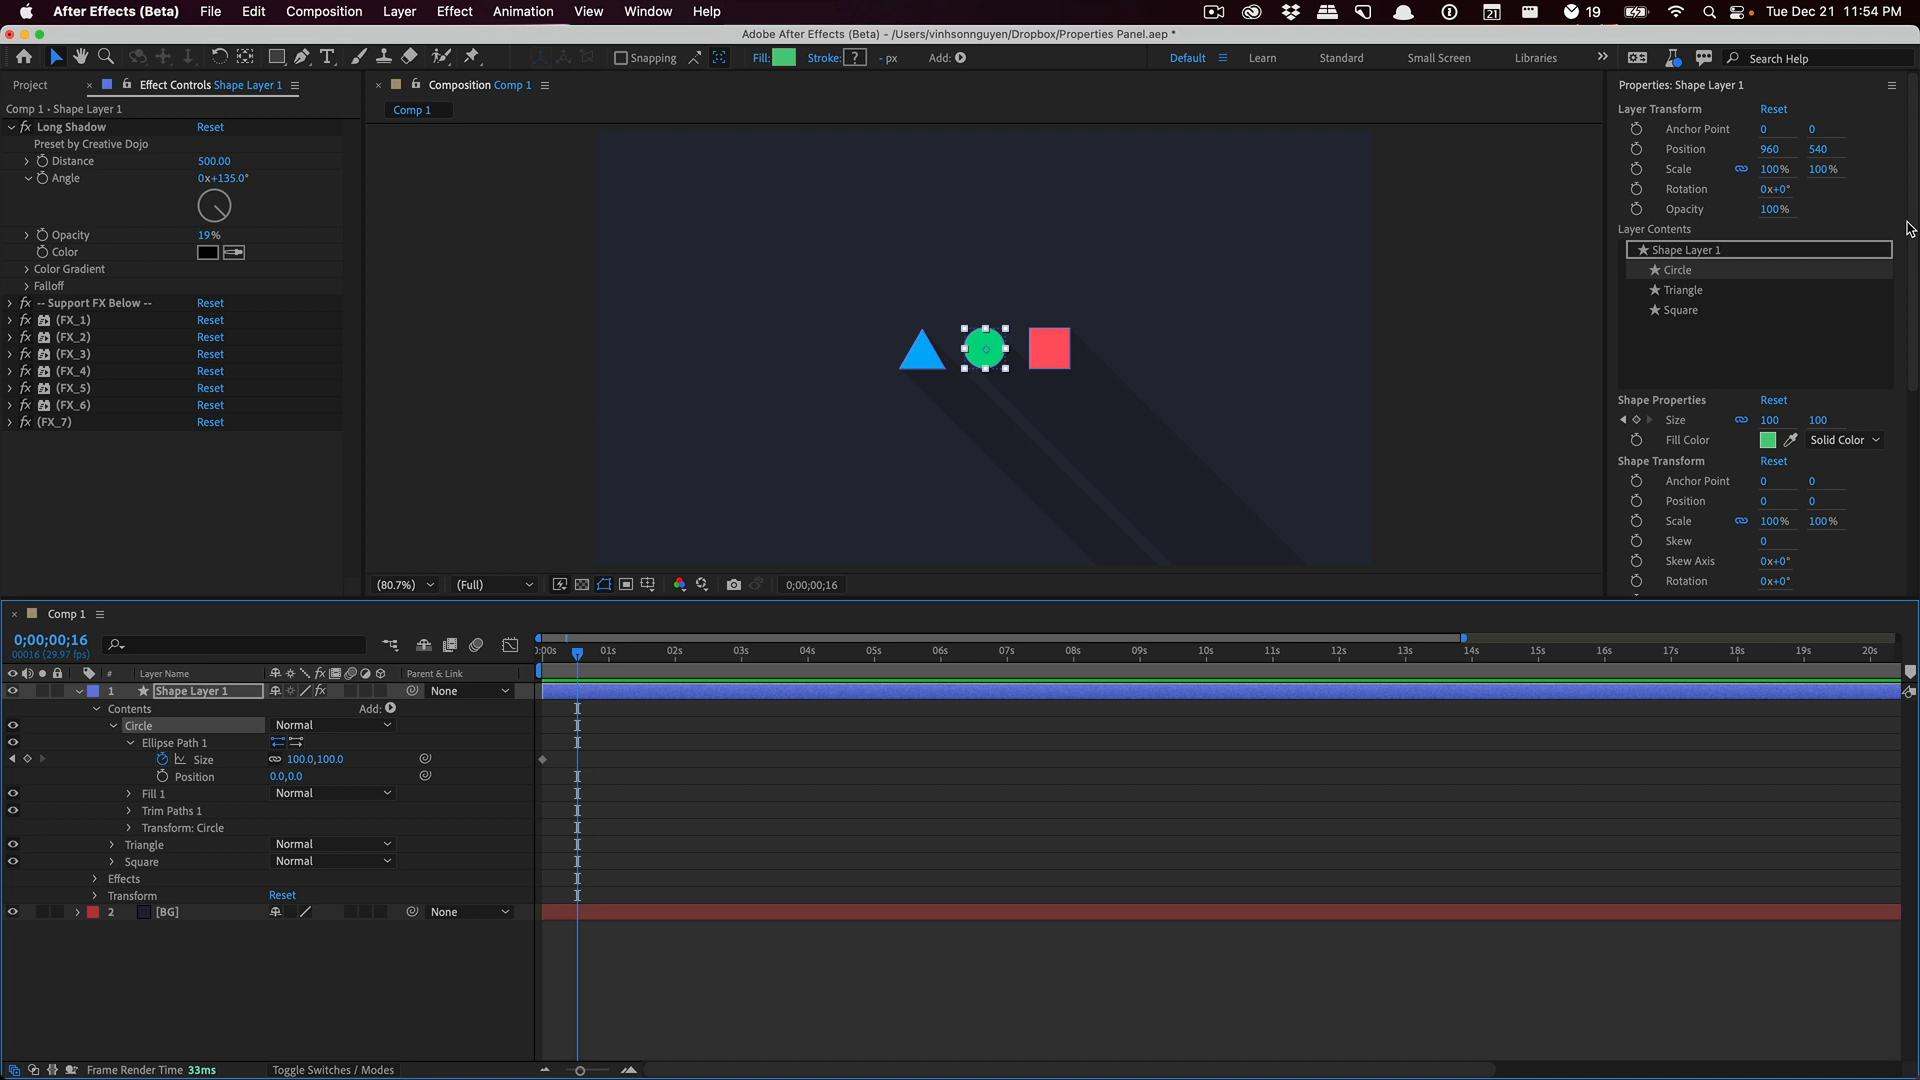 After Effects (Beta) File Edit Composition Layer Effect Animation View Window Help 21 19 Tue Dec 21 11:54 PM
Adobe After Effects (Beta) - /Users/vinhsonnguyen/Dropbox/Properties Panel.aep *
Snapping Fill: Stroke: ? - px Add: Default Learn Standard Small Screen Libraries Search Help
Project Effect Controls Shape Layer 1
Comp 1 • Shape Layer 1
fx Long Shadow Reset
Preset by Creative Dojo
Distance 500.00
Angle 0x+135.0°
Opacity 19%
Color
Color Gradient
Falloff
fx -- Support FX Below -- Reset
fx (FX_1) Reset
fx (FX_2) Reset
fx (FX_3) Reset
fx (FX_4) Reset
fx (FX_5) Reset
fx (FX_6) Reset
fx (FX_7) Reset
Composition Comp 1
Comp 1
(80.7%) (Full) 0;00;00;16
Properties: Shape Layer 1
Layer Transform Reset
Anchor Point 0 0
Position 960 540
Scale 100% 100%
Rotation 0x+0°
Opacity 100%
Layer Contents
Shape Layer 1
Circle
Triangle
Square
Shape Properties Reset
Size 100 100
Fill Color Solid Color
Shape Transform Reset
Anchor Point 0 0
Position 0 0
Scale 100% 100%
Skew 0
Skew Axis 0x+0°
Rotation 0x+0°
Comp 1
0;00;00;16
00016 (29.97 fps)
:00s 01s 02s 03s 04s 05s 06s 07s 08s 09s 10s 11s 12s 13s 14s 15s 16s 17s 18s 19s 20s
# Layer Name fx Parent & Link
1 Shape Layer 1 fx None
Contents Add:
Circle Normal
Ellipse Path 1
Size 100.0,100.0
Position 0.0,0.0
Fill 1 Normal
Trim Paths 1
Transform: Circle
Triangle Normal
Square Normal
Effects
Transform Reset
2 [BG] None
Frame Render Time 33ms Toggle Switches / Modes